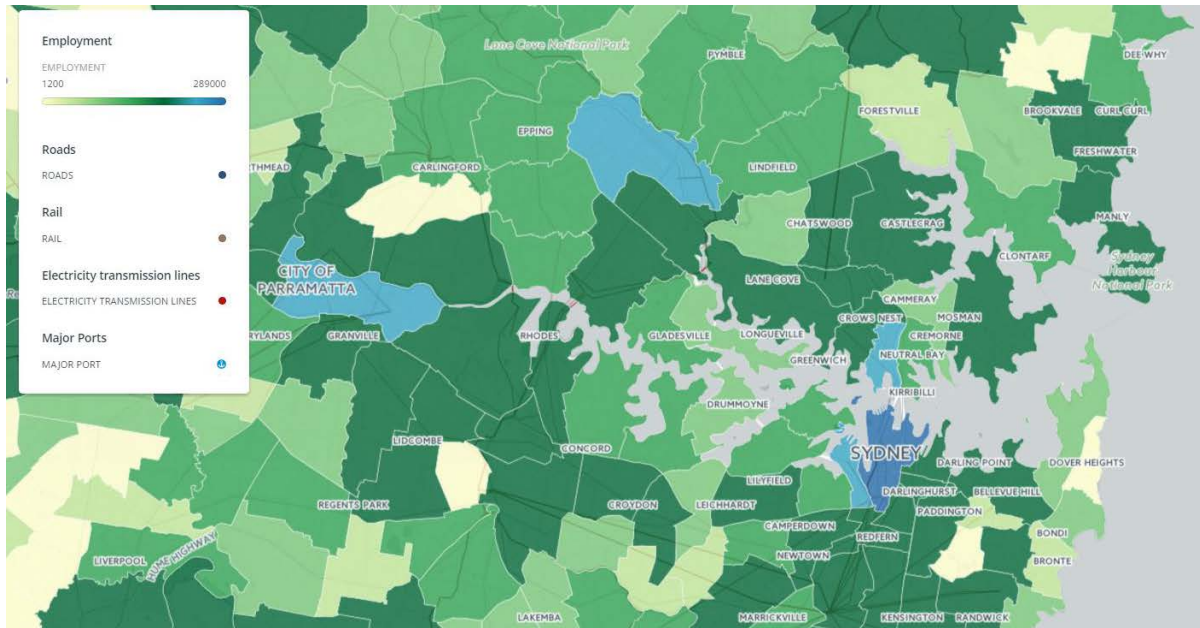 Employment
EMPLOYMENT
1200 289000
Roads
ROADS
Rail
RAIL
Electricity transmission lines
ELECTRICITY TRANSMISSION LINES
Major Ports
MAJOR PORT
Lane Cove National Park
PYMBLE
DEE WHY
FORESTVILLE
BROOKVALE
CURL CURL
EPPING
FRESHWATER
THMEAD
CARLINGFORD
LINDFIELD
MANLY
CHATSWOOD
CASTLECRAG
CLONTARF
Sydney
Harbour
National Park
CITY OF
PARRAMATTA
LANE COVE
CAMMERAY
CROWS NEST
MOSMAN
RYLANDS
GRANVILLE
RHODES
GLADESVILLE
LONGUEVILLE
CREMORNE
GREENWICH
NEUTRAL BAY
KIRRIBILLI
DRUMMOYNE
LIDCOMBE
CONCORD
SYDNEY
DARLING POINT
DOVER HEIGHTS
LILYFIELD
REGENTS PARK
CROYDON
LEICHHARDT
DARLINGHURST
BELLEVUE HILL
PADDINGTON
CAMPERDOWN
REDFERN
BONDI
LIVERPOOL
HUME HIGHWAY
NEWTOWN
BRONTE
LAKEMBA
MARRICKVILLE
KENSINGTON
RANDWICK